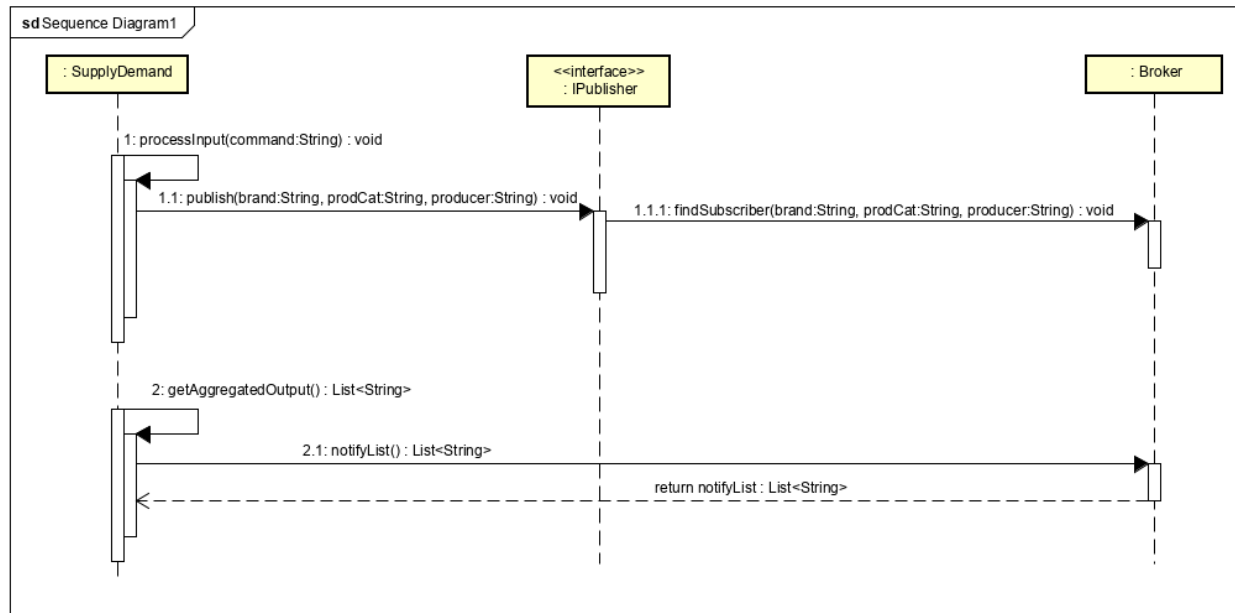 sd Sequence Diagram1
: SupplyDemand
<<interface>>
: IPublisher
: Broker
1: processInput(command:String) : void
1.1: publish(brand:String, prodCat:String, producer:String) : void
1.1.1: findSubscriber(brand:String, prodCat:String, producer:String) : void
2: getAggregatedOutput() : List<String>
2.1: notifyList() : List<String>
return notifyList : List<String>